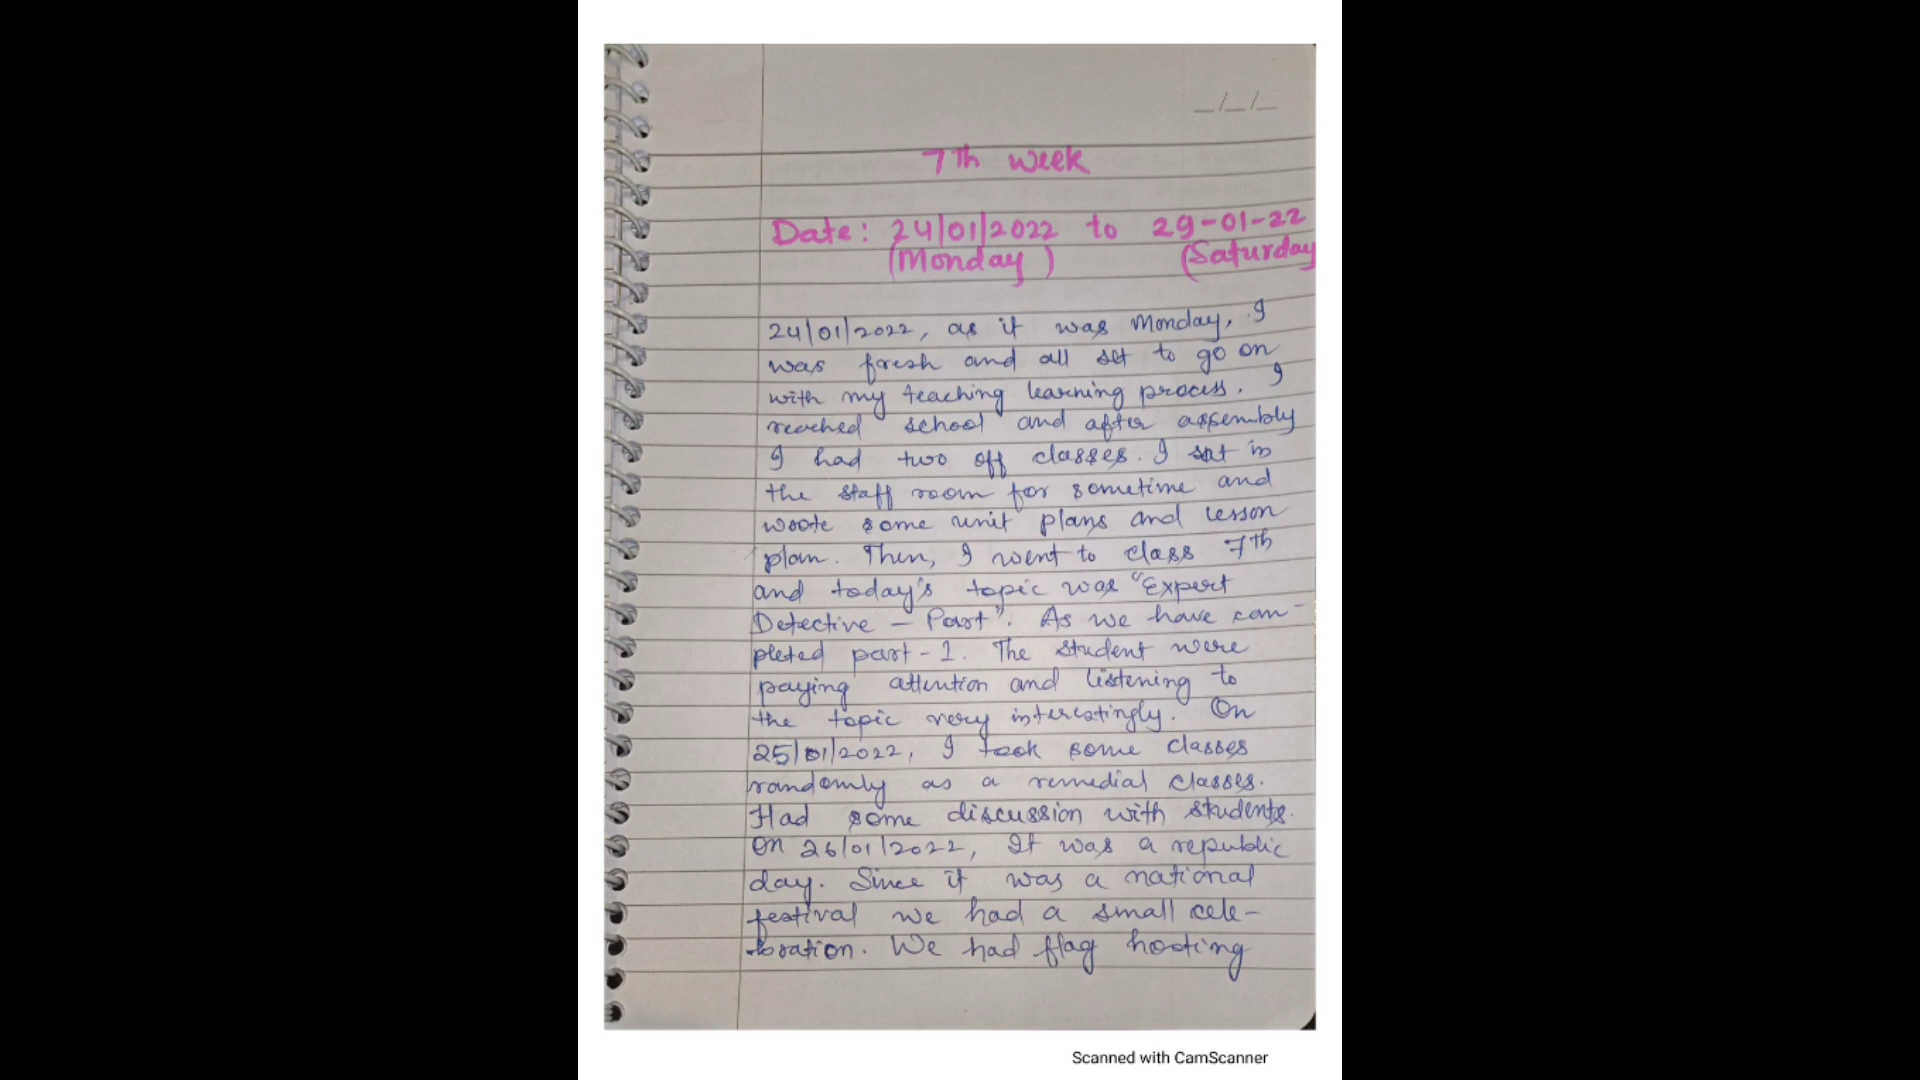 __/__/__
7Th week
Date: 24/01/2022 to 29-01-22
(Monday) (Saturday
24/01/2022, as it was Monday, I
was fresh and all set to go on
with my teaching learning process. I
reached school and after assembly
I had two off classes. I sat in
the staff room for sometime and
wrote some unit plans and lesson
plan. Then, I went to class 7th
and today's topic was "Expert
Detective - Part". As we have com-
pleted part-1. The student were
paying attention and listening to
the topic very interestingly. On
25/01/2022, I took some classes
randomly as a remedial classes.
Had some discussion with students.
On 26/01/2022, It was a republic
day. Since it was a national
festival we had a small cele-
bration. We had flag hosting
Scanned with CamScanner